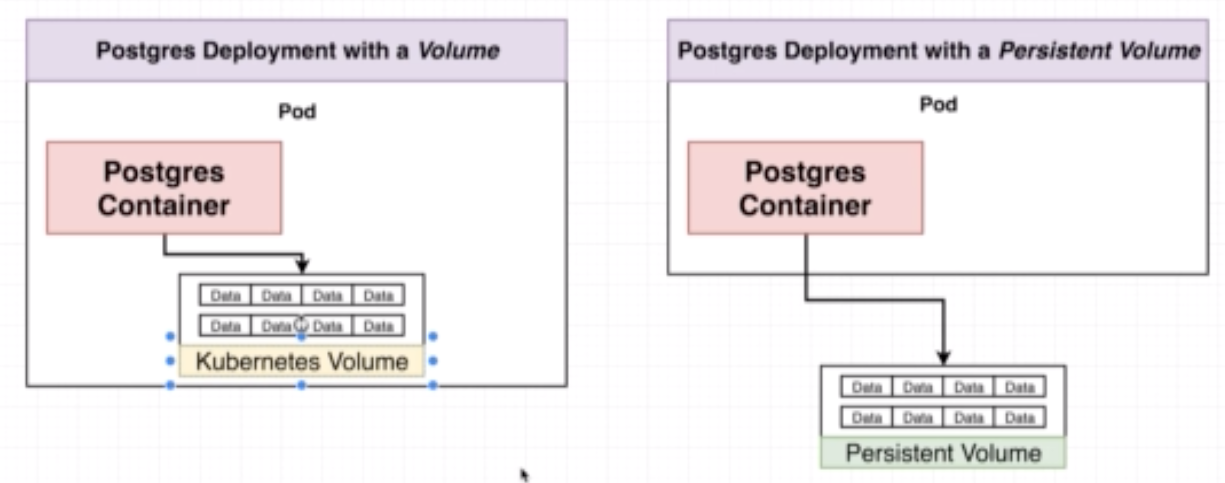 Postgres Deployment with a Volume
Pod
Postgres
Container
Data Data Data Data
Data Data Data Data
Kubernetes Volume
Postgres Deployment with a Persistent Volume
Pod
Postgres
Container
Data Data Data Data
Data Data Data Data
Persistent Volume